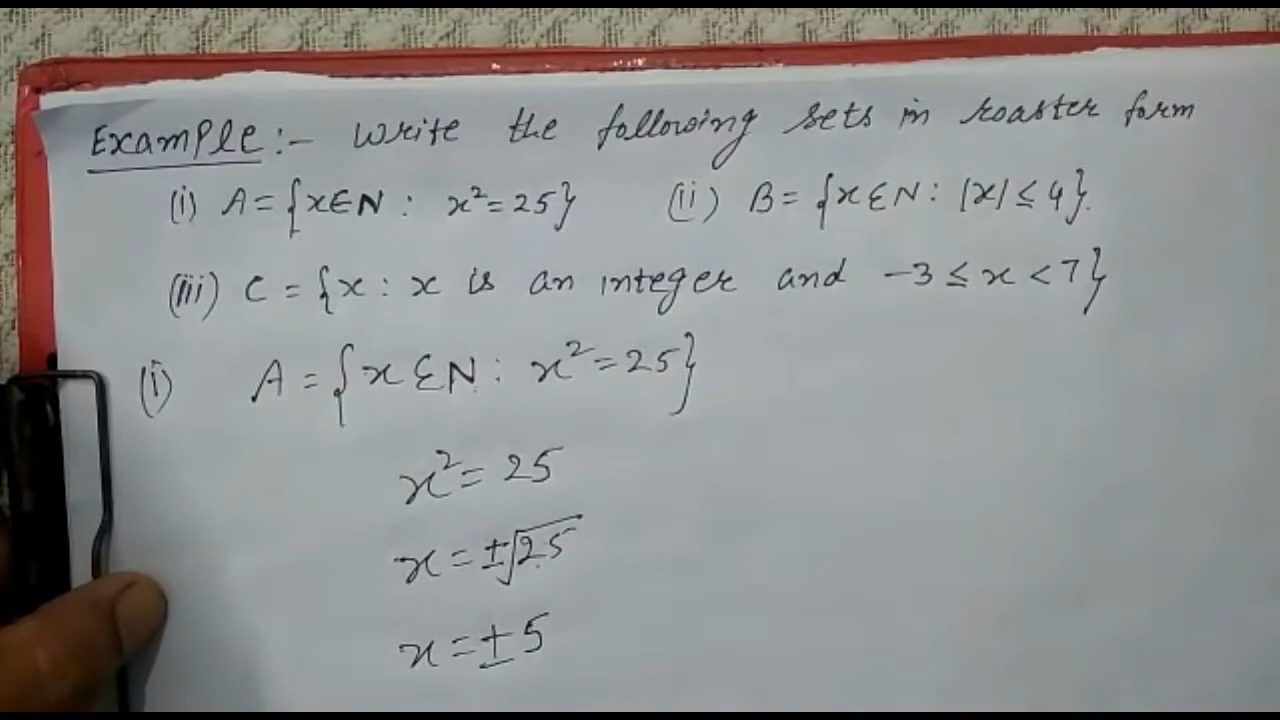 Example:- Write the following sets in roaster form
(i) A = {x∈N : x²=25} (ii) B = {x∈N : |x| ≤ 4}.
(iii) C = {x : x is an integer and -3 ≤ x < 7}
(i) A = {x∈N : x²=25}
x² = 25
x = ±√25
x = ±5